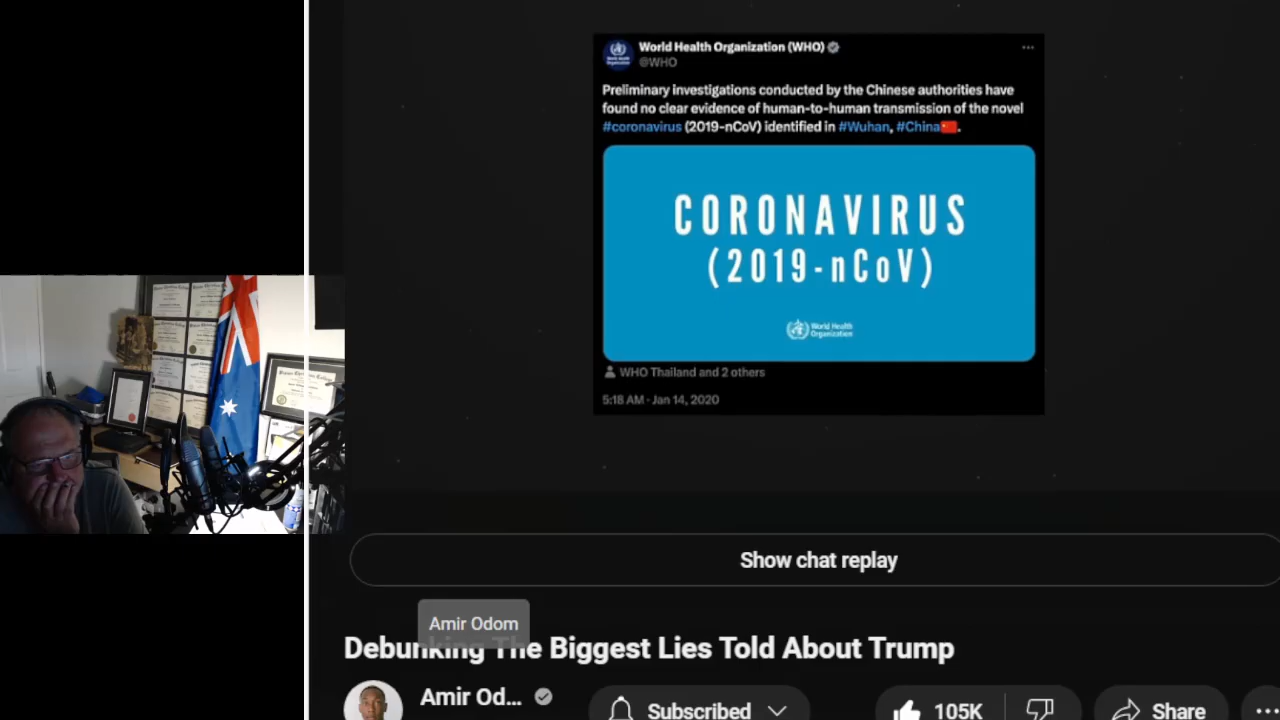 World Health Organization (WHO)
@WHO
Preliminary investigations conducted by the Chinese authorities have
found no clear evidence of human-to-human transmission of the novel
#coronavirus (2019-nCoV) identified in #Wuhan, #China🇨🇳.
CORONAVIRUS
(2019-nCoV)
World Health
Organization
WHO Thailand and 2 others
5:18 AM · Jan 14, 2020
Show chat replay
Amir Odom
Debunking The Biggest Lies Told About Trump
Amir Od...
Subscribed
105K
Share